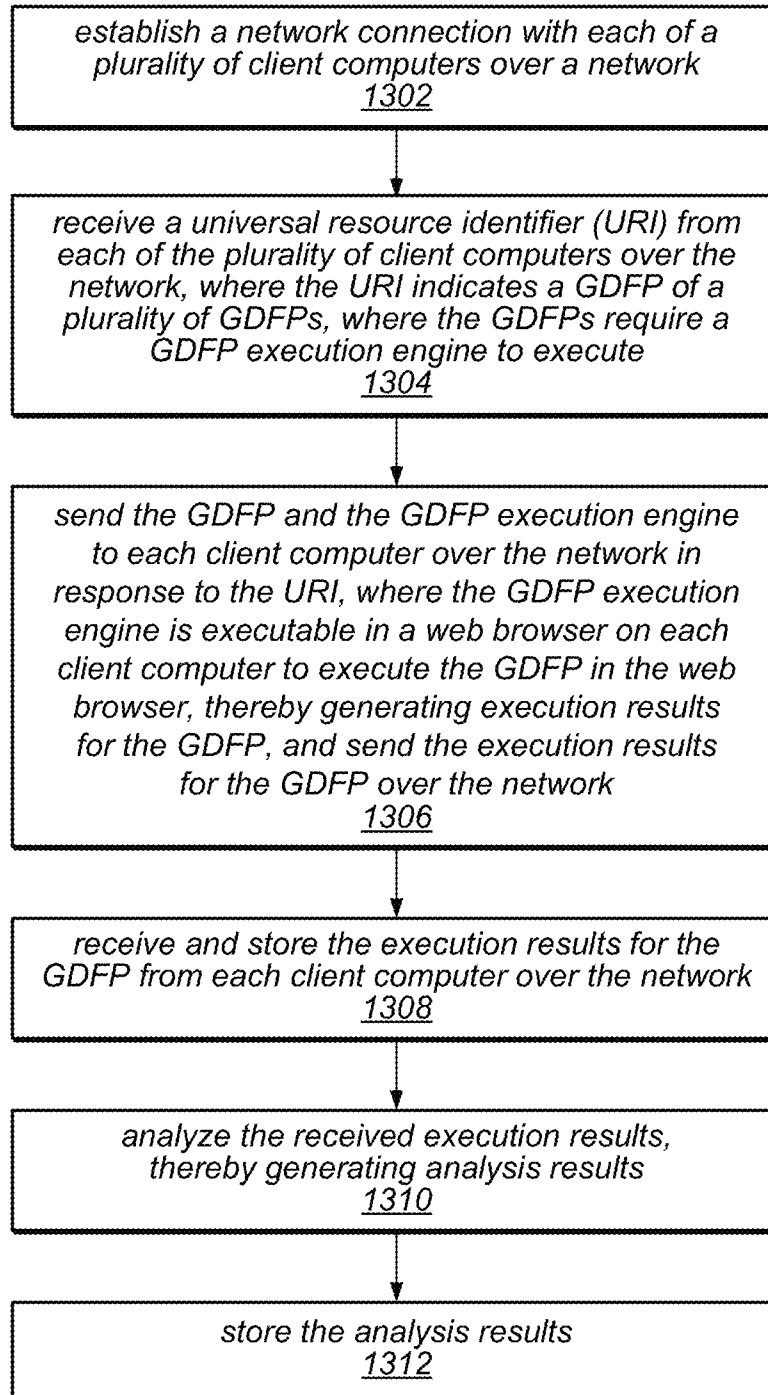 establish a network connection with each of a
plurality of client computers over a network
1302
receive a universal resource identifier (URI) from
each of the plurality of client computers over the
network, where the URI indicates a GDFP of a
plurality of GDFPs, where the GDFPs require a
GDFP execution engine to execute
1304
send the GDFP and the GDFP execution engine
to each client computer over the network in
response to the URI, where the GDFP execution
engine is executable in a web browser on each
client computer to execute the GDFP in the web
browser, thereby generating execution results
for the GDFP, and send the execution results
for the GDFP over the network
1306
receive and store the execution results for the
GDFP from each client computer over the network
1308
analyze the received execution results,
thereby generating analysis results
1310
store the analysis results
1312